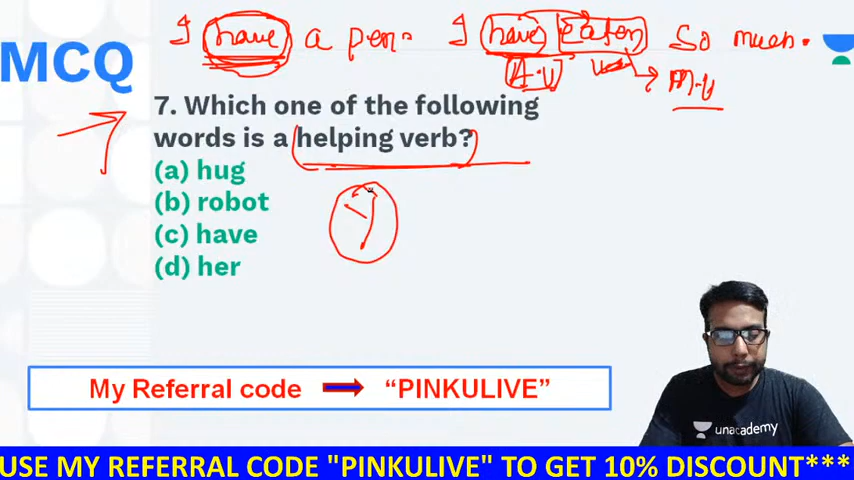 I have a pen.
I have eaten so much.
A.V
M.V
MCQ
7. Which one of the following
words is a helping verb?
(a) hug
(b) robot
(c) have
(d) her
My Referral code “PINKULIVE”
unacademy
USE MY REFERRAL CODE "PINKULIVE" TO GET 10% DISCOUNT***